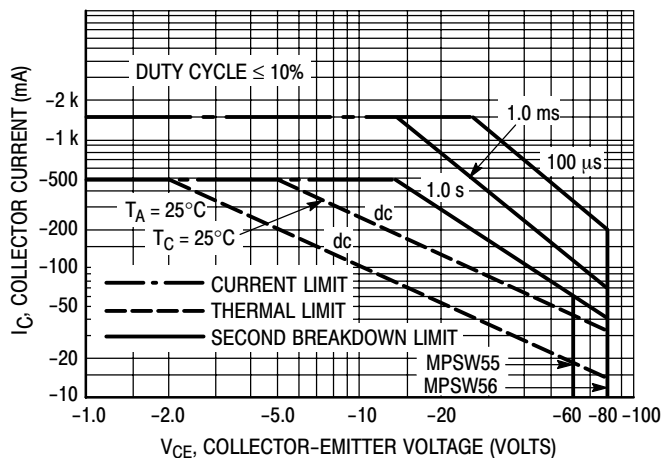 DUTY CYCLE ≤ 10%
-2 k
-1 k
-500
-200
-100
-50
-20
-10
I_C, COLLECTOR CURRENT (mA)
1.0 ms
100 μs
1.0 s
T_A = 25°C
T_C = 25°C
dc
dc
CURRENT LIMIT
THERMAL LIMIT
SECOND BREAKDOWN LIMIT
MPSW55
MPSW56
-1.0 -2.0 -5.0 -10 -20 -60 -80 -100
V_CE, COLLECTOR-EMITTER VOLTAGE (VOLTS)